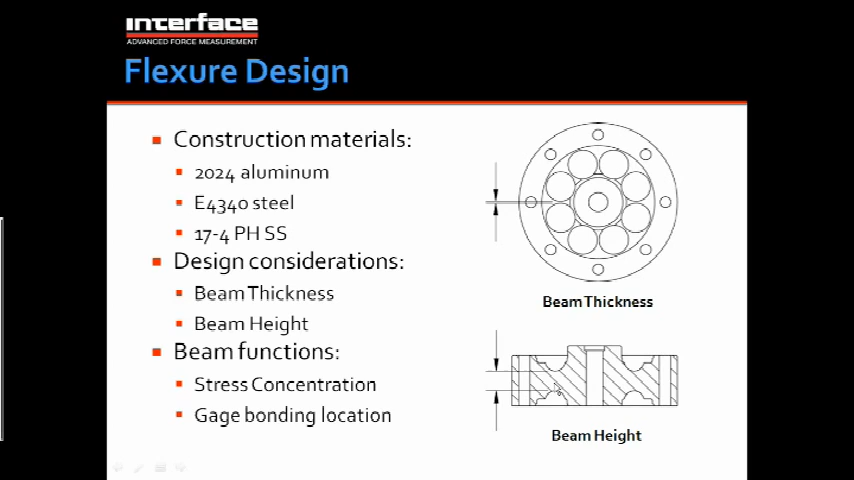 interface
ADVANCED FORCE MEASUREMENT
Flexure Design
Construction materials:
2024 aluminum
E4340 steel
17-4 PH SS
Design considerations:
Beam Thickness
Beam Height
Beam functions:
Stress Concentration
Gage bonding location
Beam Thickness
Beam Height